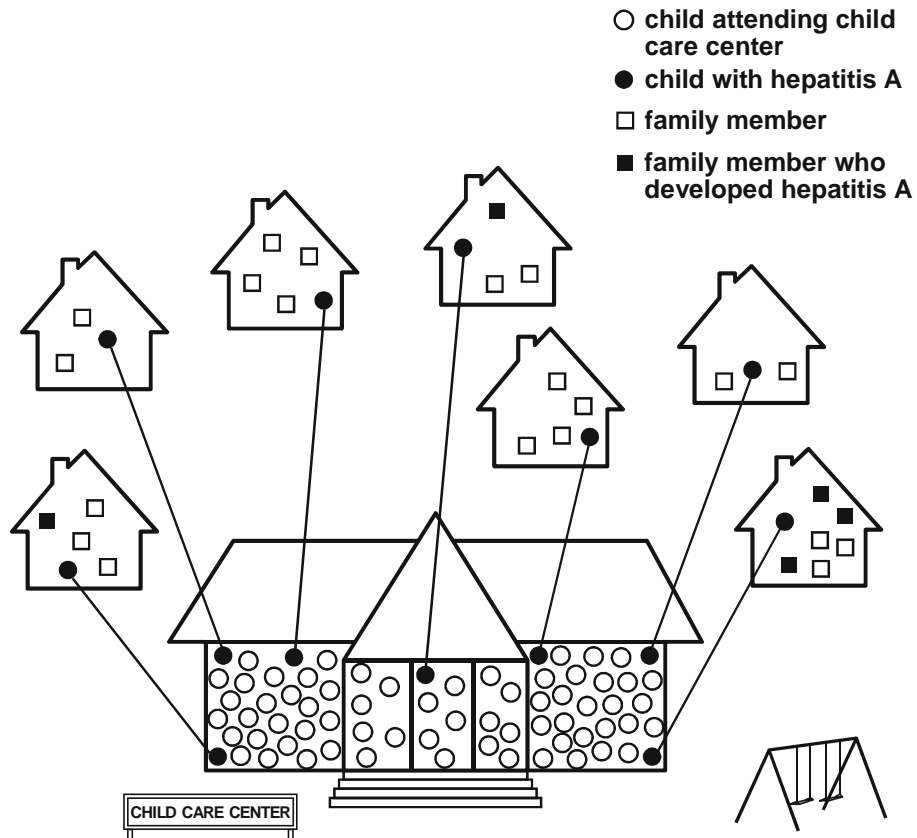 child attending child
care center
child with hepatitis A
family member
family member who
developed hepatitis A
CHILD CARE CENTER